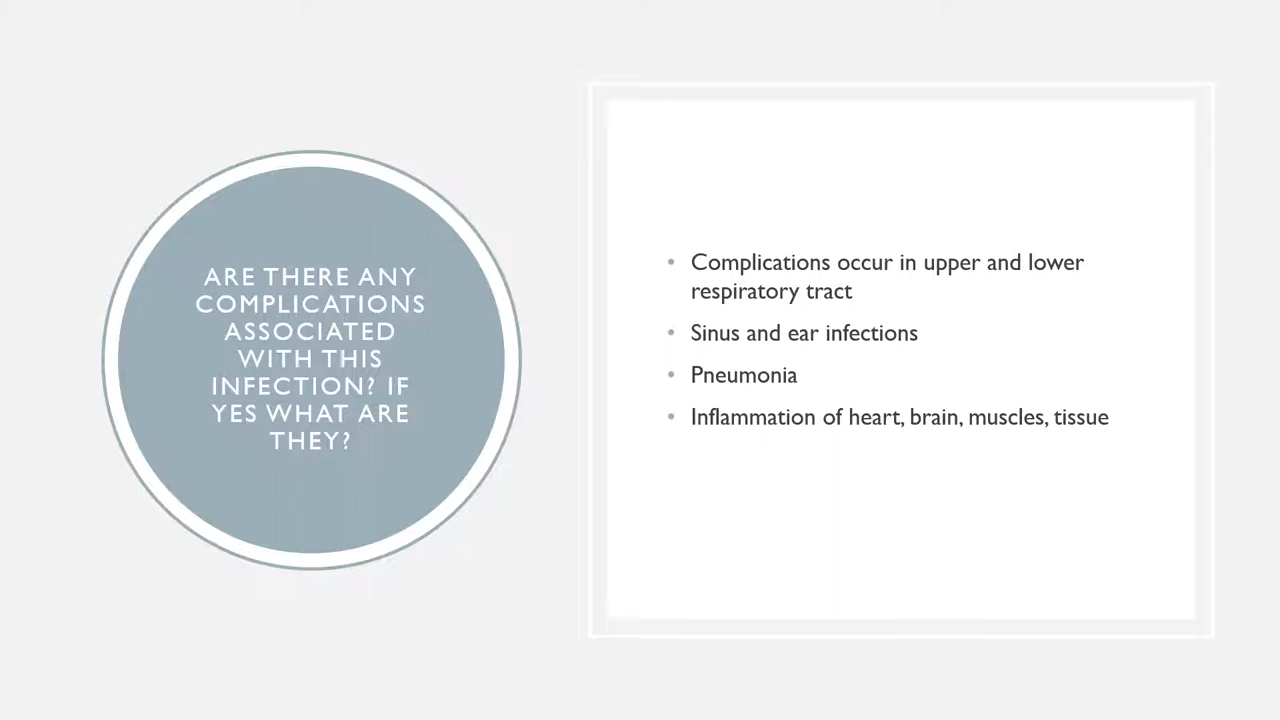 ARE THERE ANY
COMPLICATIONS
ASSOCIATED
WITH THIS
INFECTION? IF
YES WHAT ARE
THEY?
• Complications occur in upper and lower
respiratory tract
• Sinus and ear infections
• Pneumonia
• Inflammation of heart, brain, muscles, tissue